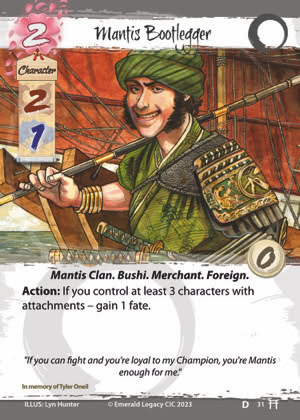 2
Mantis Bootlegger
Character
2
1
0
Mantis Clan. Bushi. Merchant. Foreign.
Action: If you control at least 3 characters with
attachments – gain 1 fate.
"If you can fight and you're loyal to my Champion, you're Mantis
enough for me."
In memory of Tyler Oneil
ILLUS: Lyn Hunter © Emerald Legacy CIC 2023 D 31